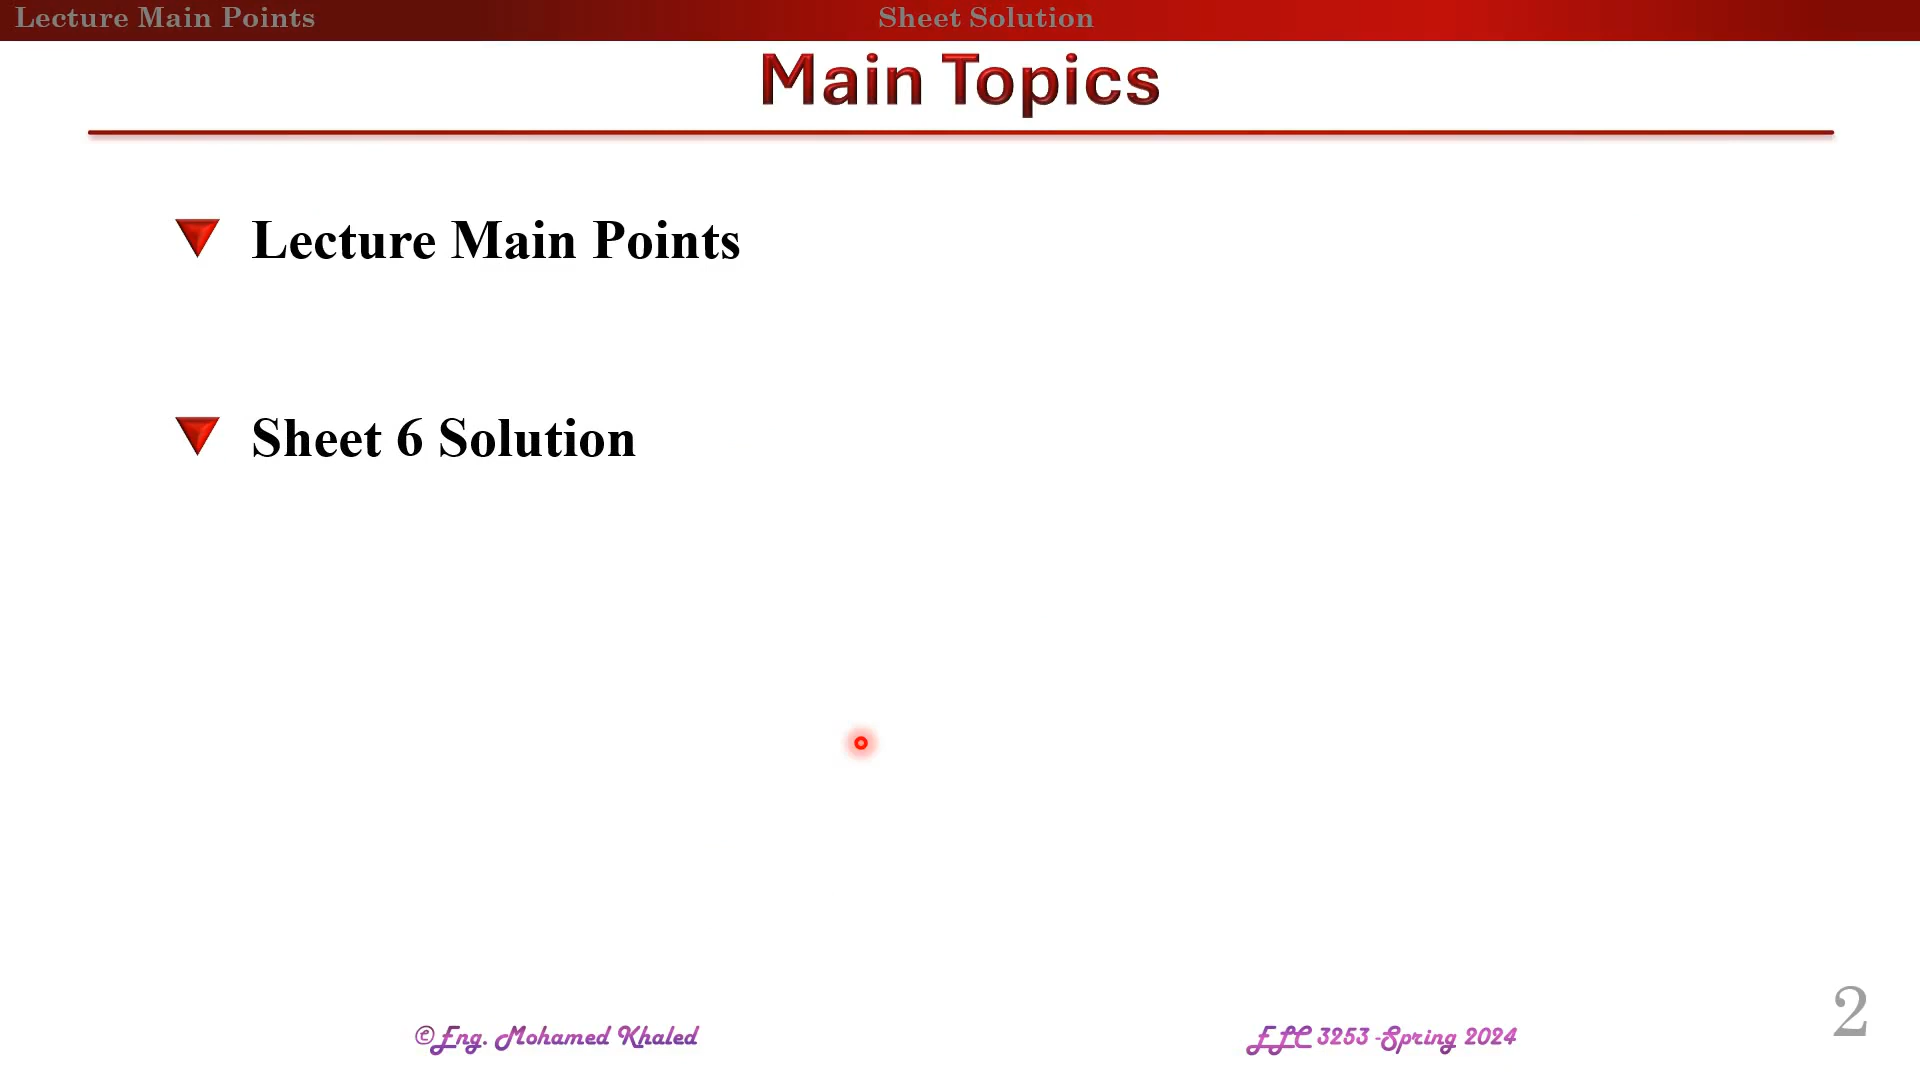 Lecture Main Points
Sheet Solution
Main Topics
Lecture Main Points
Sheet 6 Solution
©Eng. Mohamed Khaled
3253 -Spring 2024
2